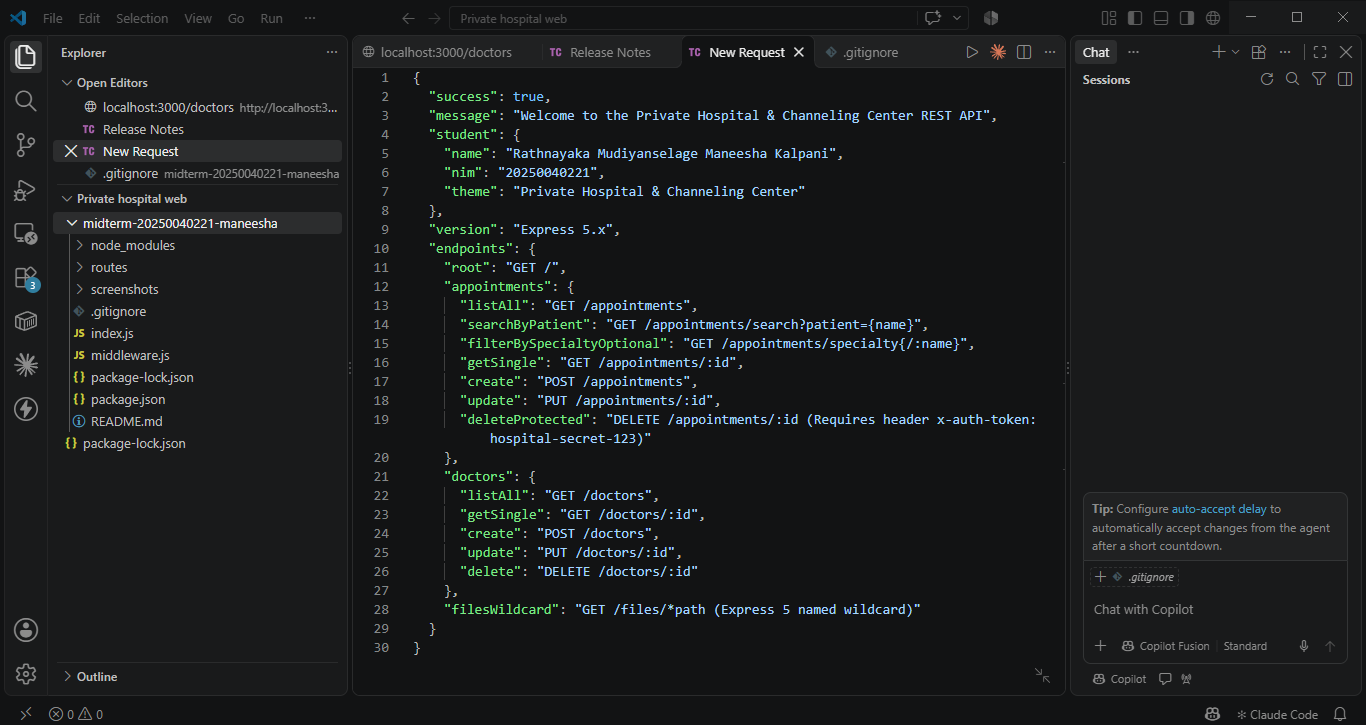 File Edit Selection View Go Run ··· Private hospital web
Explorer ···
Open Editors
localhost:3000/doctors http://localhost:3...
TC Release Notes
TC New Request
.gitignore midterm-20250040221-maneesha
Private hospital web
midterm-20250040221-maneesha
node_modules
routes
screenshots
.gitignore
JS index.js
JS middleware.js
{} package-lock.json
{} package.json
README.md
{} package-lock.json
Outline
3
localhost:3000/doctors TC Release Notes TC New Request .gitignore ···
1 {
2 "success": true,
3 "message": "Welcome to the Private Hospital & Channeling Center REST API",
4 "student": {
5 "name": "Rathnayaka Mudiyanselage Maneesha Kalpani",
6 "nim": "20250040221",
7 "theme": "Private Hospital & Channeling Center"
8 },
9 "version": "Express 5.x",
10 "endpoints": {
11 "root": "GET /",
12 "appointments": {
13 "listAll": "GET /appointments",
14 "searchByPatient": "GET /appointments/search?patient={name}",
15 "filterBySpecialtyOptional": "GET /appointments/specialty{/:name}",
16 "getSingle": "GET /appointments/:id",
17 "create": "POST /appointments",
18 "update": "PUT /appointments/:id",
19 "deleteProtected": "DELETE /appointments/:id (Requires header x-auth-token:
hospital-secret-123)"
20 },
21 "doctors": {
22 "listAll": "GET /doctors",
23 "getSingle": "GET /doctors/:id",
24 "create": "POST /doctors",
25 "update": "PUT /doctors/:id",
26 "delete": "DELETE /doctors/:id"
27 },
28 "filesWildcard": "GET /files/*path (Express 5 named wildcard)"
29 }
30 }
Chat ··· ···
Sessions
Tip: Configure auto-accept delay to
automatically accept changes from the agent
after a short countdown.
.gitignore
Chat with Copilot
Copilot Fusion Standard
Copilot
0 0 Claude Code